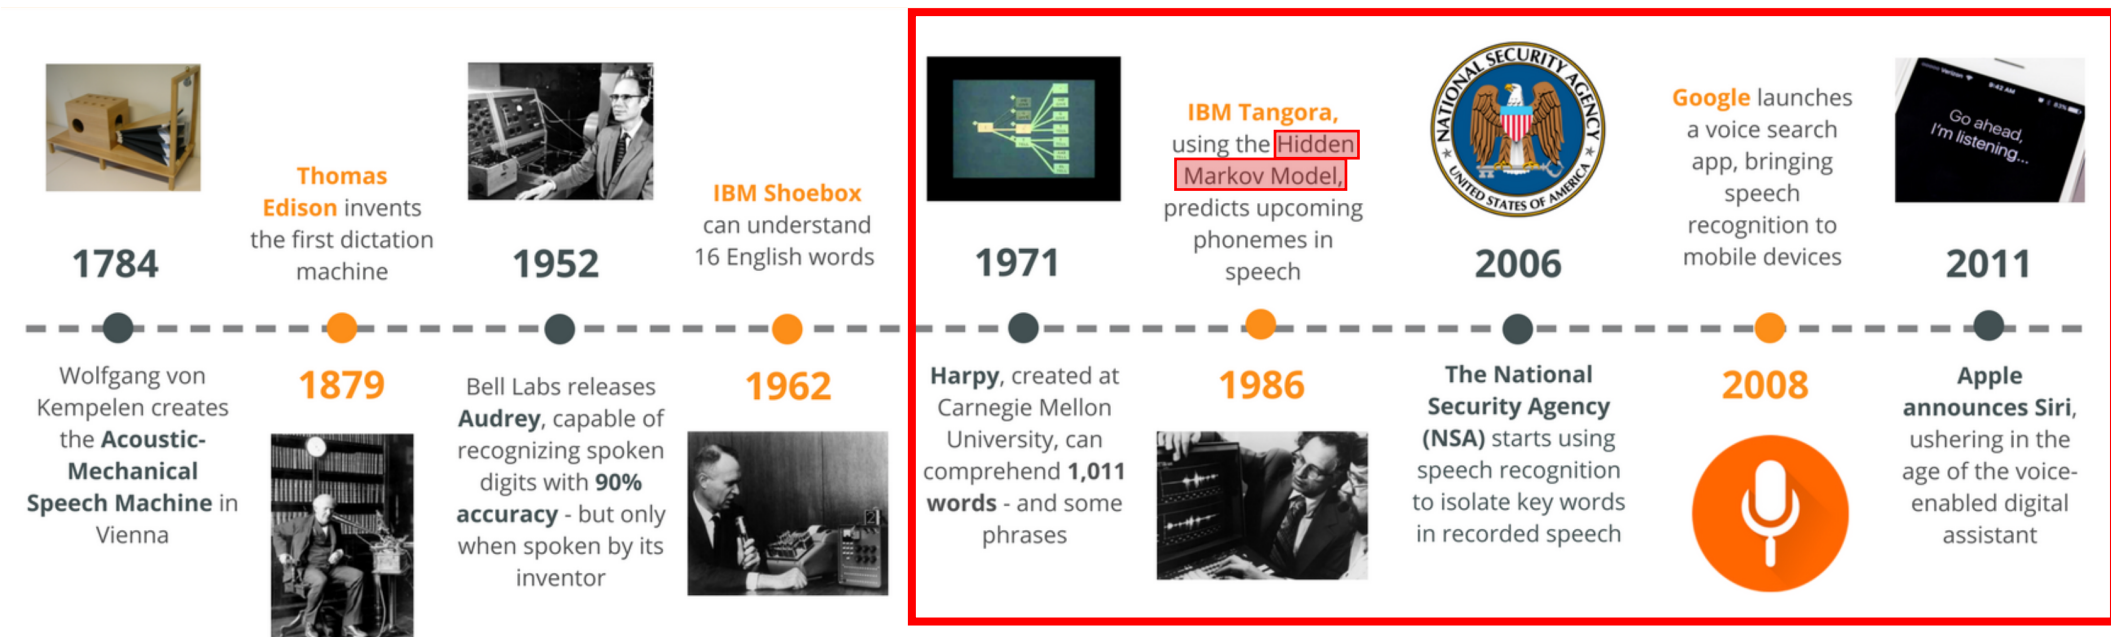 1784
Wolfgang von
Kempelen creates
the Acoustic-
Mechanical
Speech Machine in
Vienna
Thomas
Edison invents
the first dictation
machine
1879
1952
Bell Labs releases
Audrey, capable of
recognizing spoken
digits with 90%
accuracy - but only
when spoken by its
inventor
IBM Shoebox
can understand
16 English words
1962
1971
Harpy, created at
Carnegie Mellon
University, can
comprehend 1,011
words - and some
phrases
IBM Tangora,
using the Hidden
Markov Model,
predicts upcoming
phonemes in
speech
1986
NATIONAL SECURITY AGENCY
UNITED STATES OF AMERICA
2006
The National
Security Agency
(NSA) starts using
speech recognition
to isolate key words
in recorded speech
Google launches
a voice search
app, bringing
speech
recognition to
mobile devices
2008
Verizon
9:42 AM
83%
Go ahead,
I'm listening...
2011
Apple
announces Siri,
ushering in the
age of the voice-
enabled digital
assistant